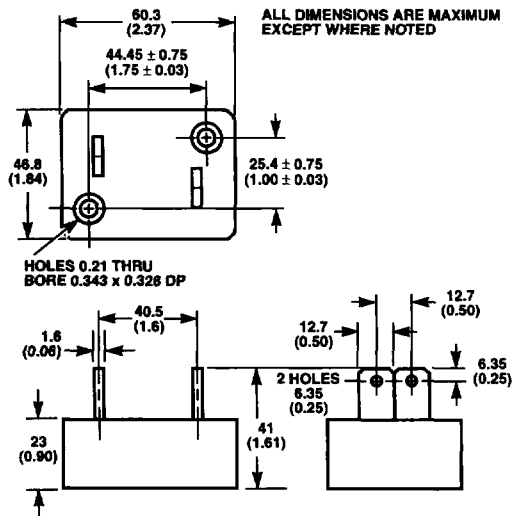 60.3
(2.37)
ALL DIMENSIONS ARE MAXIMUM
EXCEPT WHERE NOTED
44.45 ± 0.75
(1.75 ± 0.03)
46.8
(1.84)
25.4 ± 0.75
(1.00 ± 0.03)
HOLES 0.21 THRU
BORE 0.343 x 0.326 DP
40.5
(1.6)
1.6
(0.06)
23
(0.90)
41
(1.61)
12.7
(0.50)
12.7
(0.50)
2 HOLES
6.35
(0.25)
6.35
(0.25)